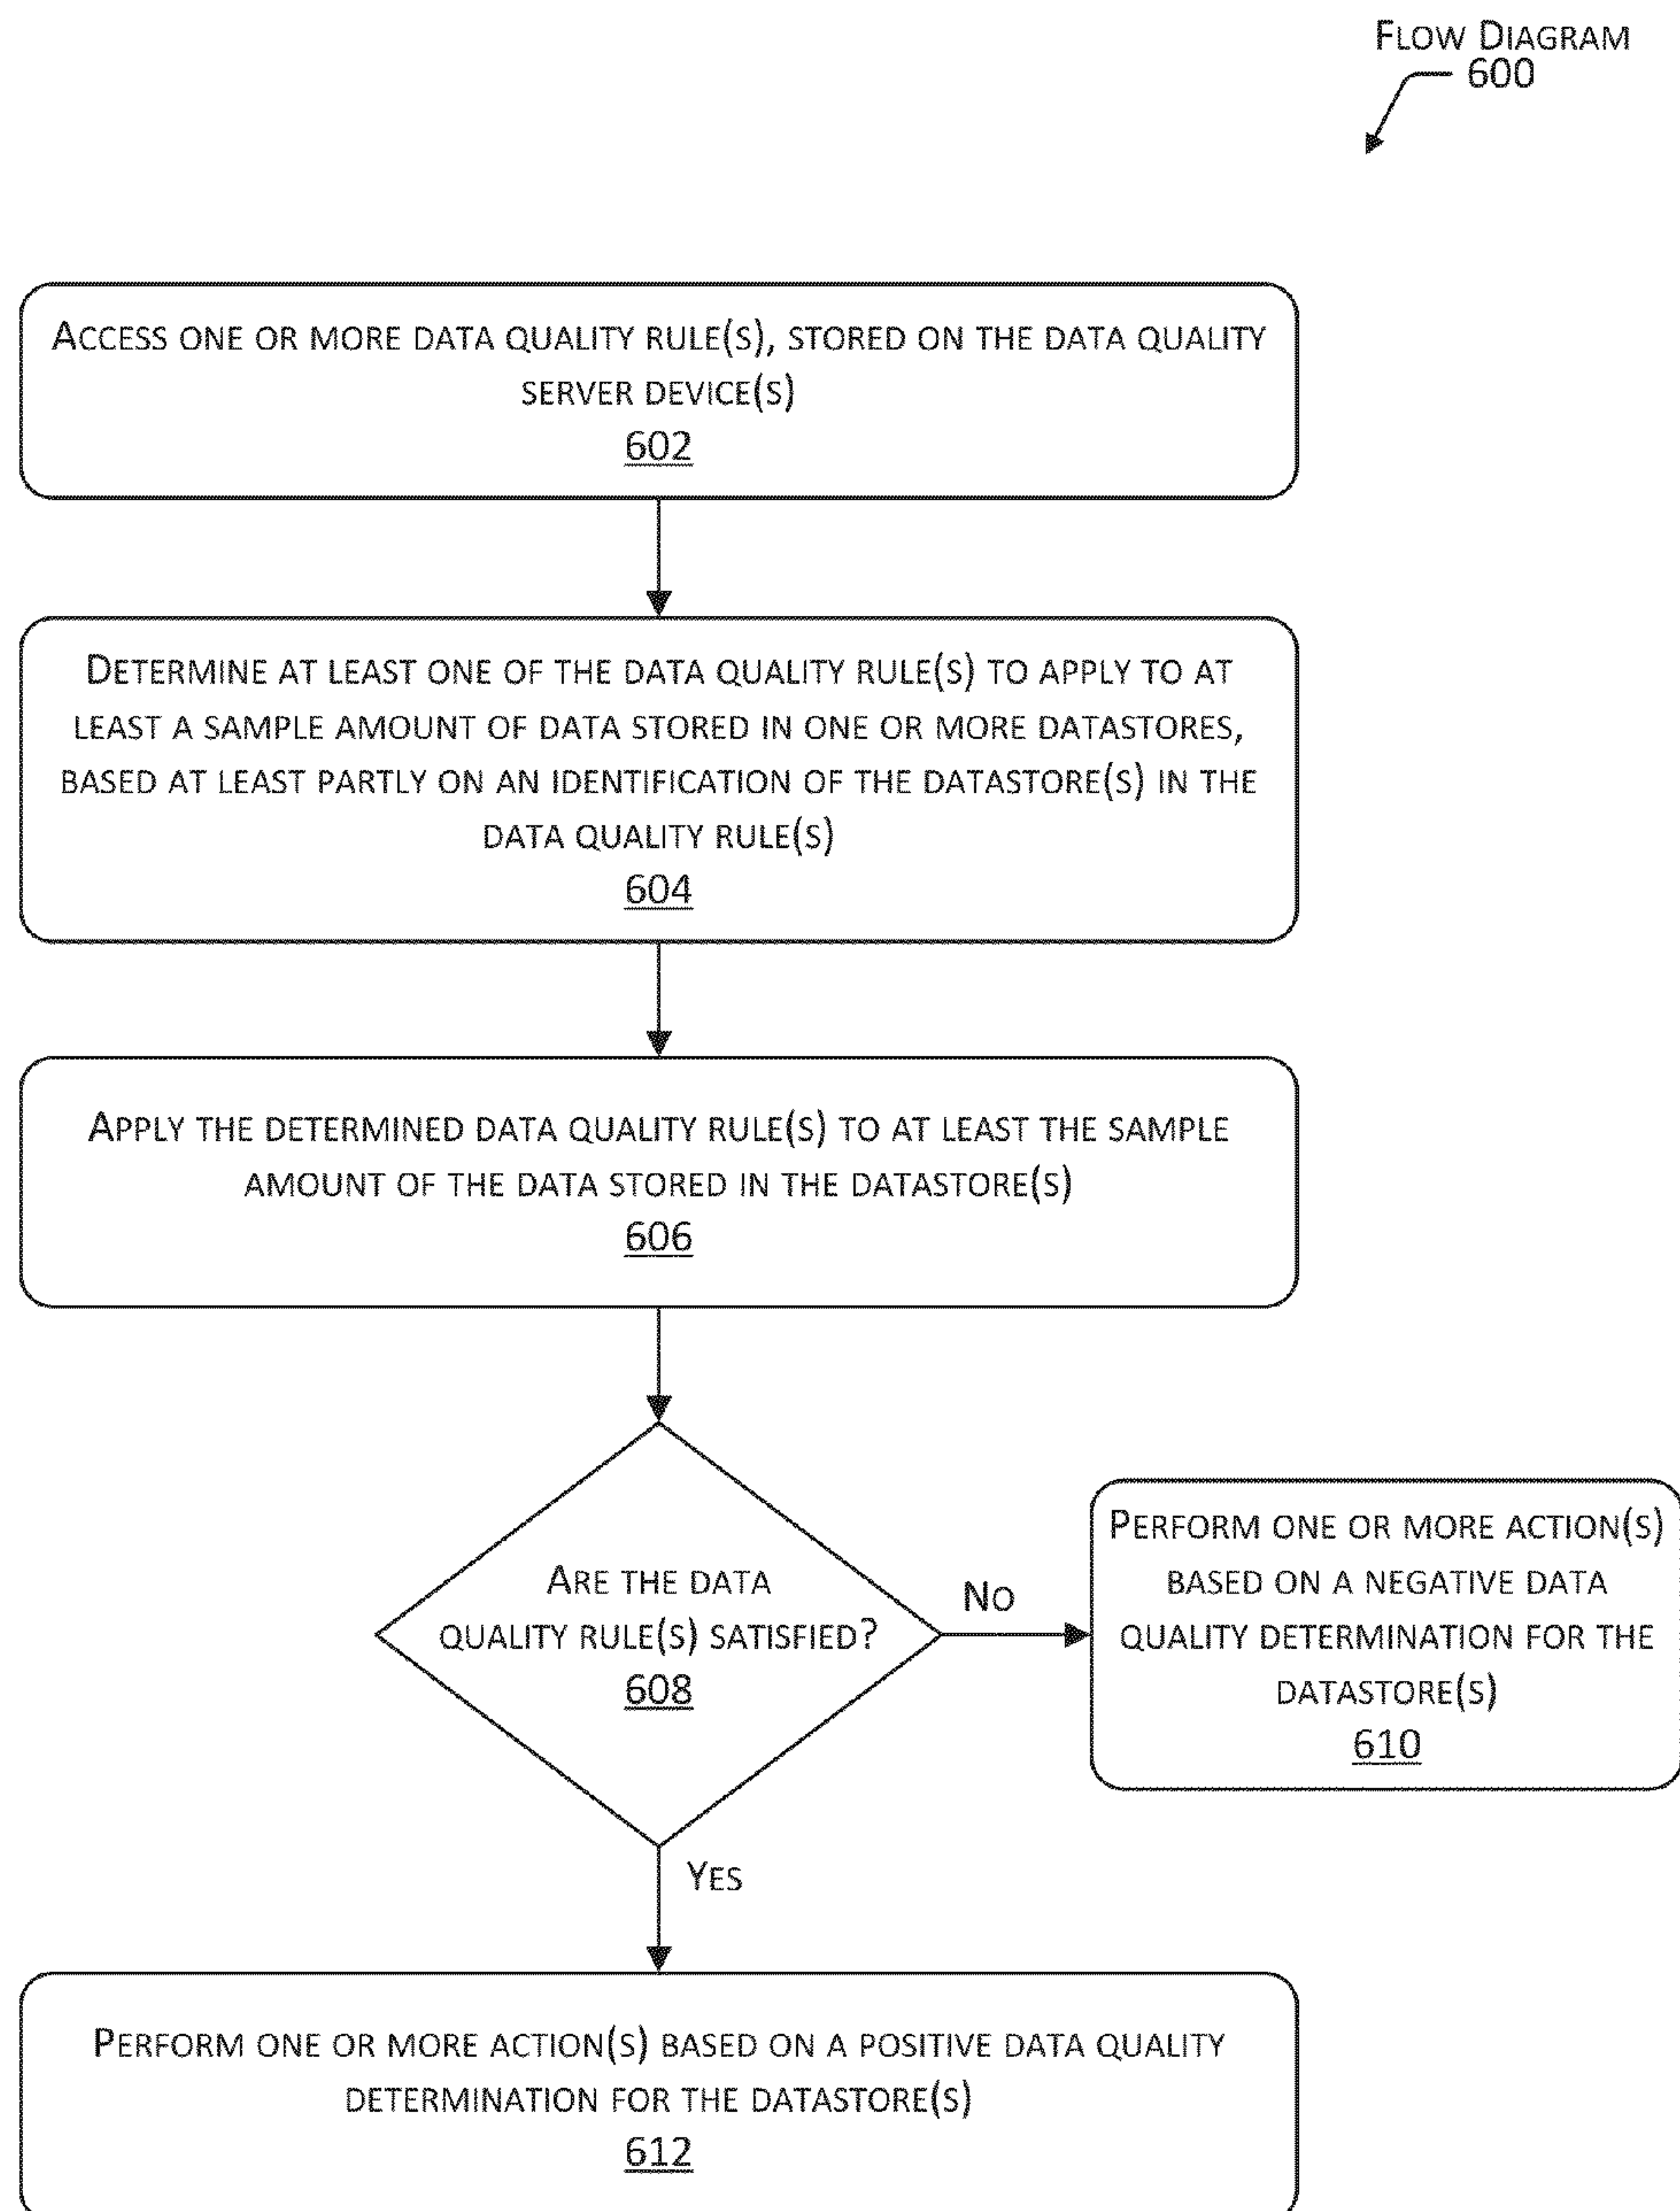 FLOW DIAGRAM
600
ACCESS ONE OR MORE DATA QUALITY RULE(S), STORED ON THE DATA QUALITY
SERVER DEVICE(S)
602
DETERMINE AT LEAST ONE OF THE DATA QUALITY RULE(S) TO APPLY TO AT
LEAST A SAMPLE AMOUNT OF DATA STORED IN ONE OR MORE DATASTORES,
BASED AT LEAST PARTLY ON AN IDENTIFICATION OF THE DATASTORE(S) IN THE
DATA QUALITY RULE(S)
604
APPLY THE DETERMINED DATA QUALITY RULE(S) TO AT LEAST THE SAMPLE
AMOUNT OF THE DATA STORED IN THE DATASTORE(S)
606
ARE THE DATA
QUALITY RULE(S) SATISFIED?
608
NO
PERFORM ONE OR MORE ACTION(S)
BASED ON A NEGATIVE DATA
QUALITY DETERMINATION FOR THE
DATASTORE(S)
610
YES
PERFORM ONE OR MORE ACTION(S) BASED ON A POSITIVE DATA QUALITY
DETERMINATION FOR THE DATASTORE(S)
612